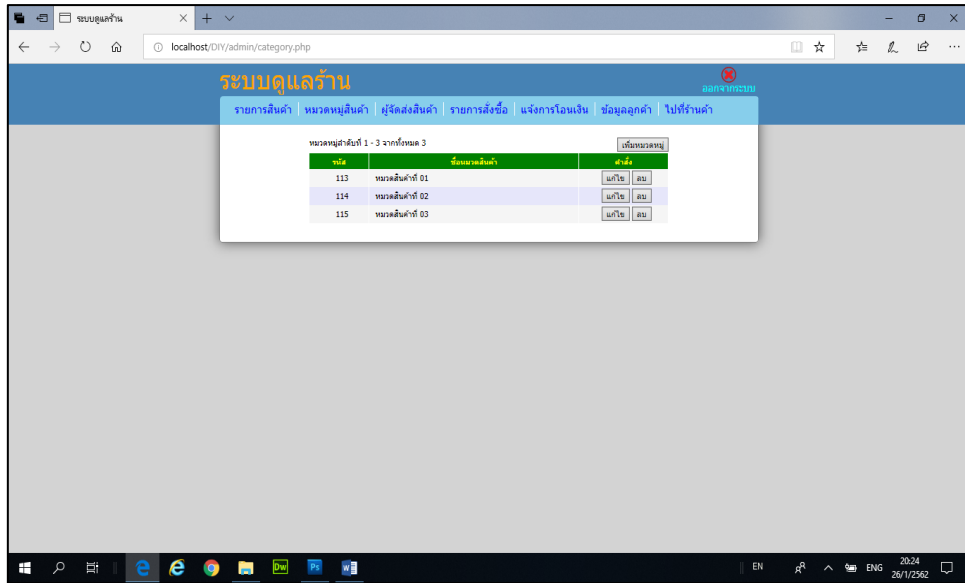 ระบบดูแลร้าน
localhost/DIY/admin/category.php
ระบบดูแลร้าน
ออกจากระบบ
รายการสินค้า หมวดหมู่สินค้า ผู้จัดส่งสินค้า รายการสั่งซื้อ แจ้งการโอนเงิน ข้อมูลลูกค้า ไปที่ร้านค้า
หมวดหมู่ลำดับที่ 1 - 3 จากทั้งหมด 3 เพิ่มหมวดหมู่
รหัส ชื่อหมวดสินค้า คำสั่ง
113 หมวดสินค้าที่ 01 แก้ไข ลบ
114 หมวดสินค้าที่ 02 แก้ไข ลบ
115 หมวดสินค้าที่ 03 แก้ไข ลบ
Dw Ps EN ENG 20:24
26/1/2562